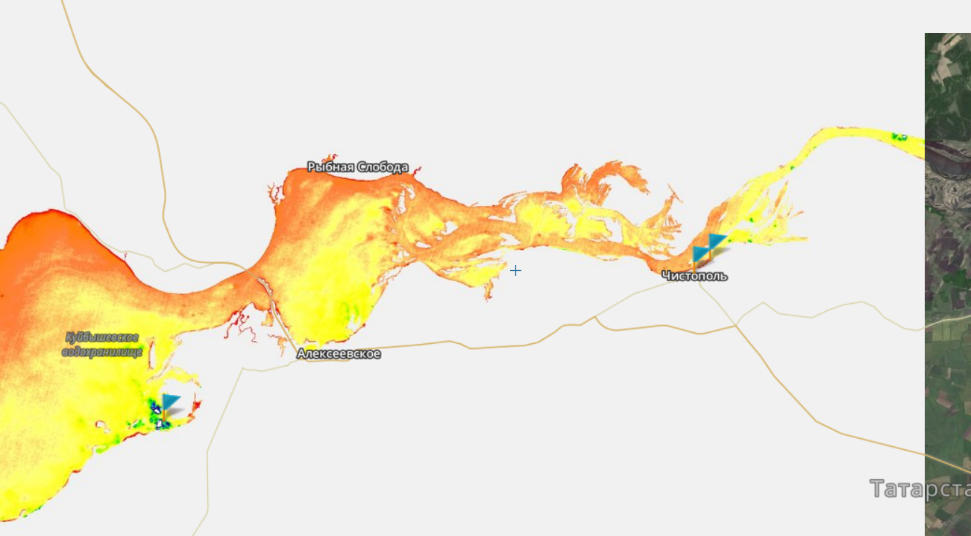 Рыбная Слобода
Чистополь
Куйбышевское
водохранилище
Алексеевское
Татарста